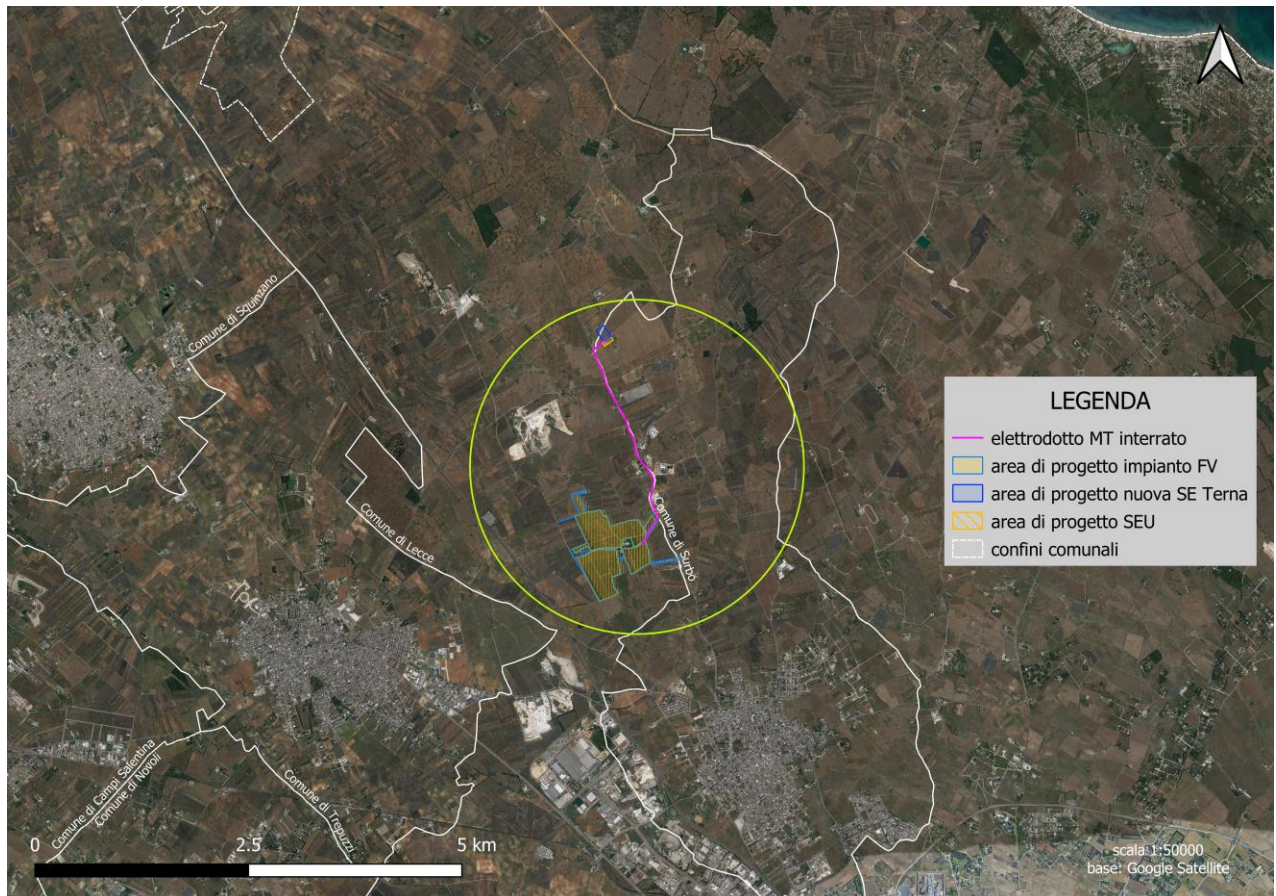 Comune di Squinzano
Comune di Lecce
Comune di Surbo
LEGENDA
elettrodotto MT interrato
area di progetto impianto FV
area di progetto nuova SE Terna
area di progetto SEU
confini comunali
Comune di Campi Salentina
Comune di Novoli
Comune di Trepuzzi
0 2.5 5 km
scala 1:50000
base: Google Satellite